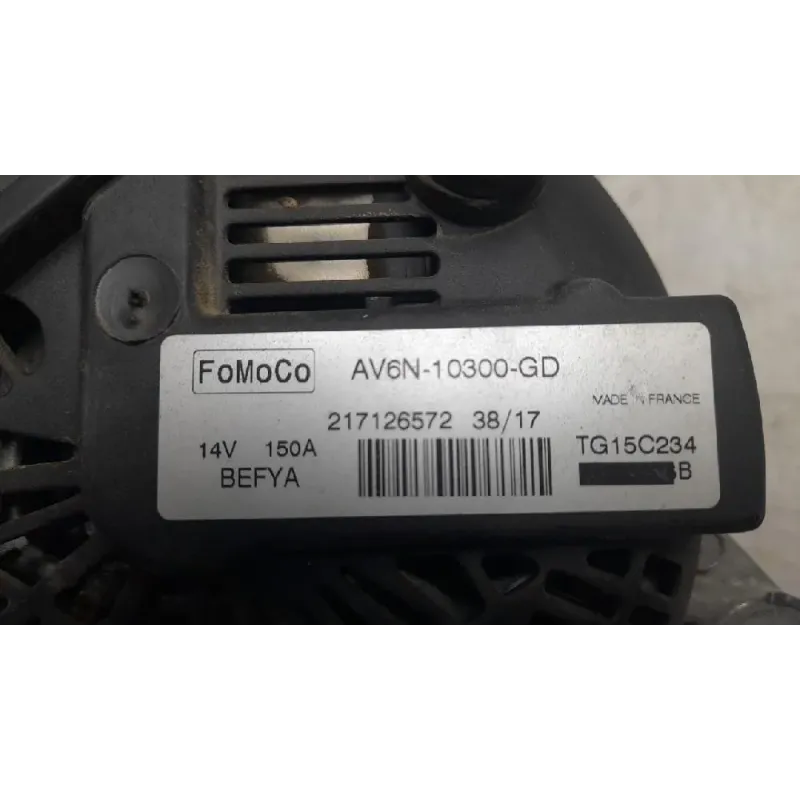 FoMoCo AV6N-10300-GD
MADE IN FRANCE
217126572 38/17
14V 150A TG15C234
BEFYA B